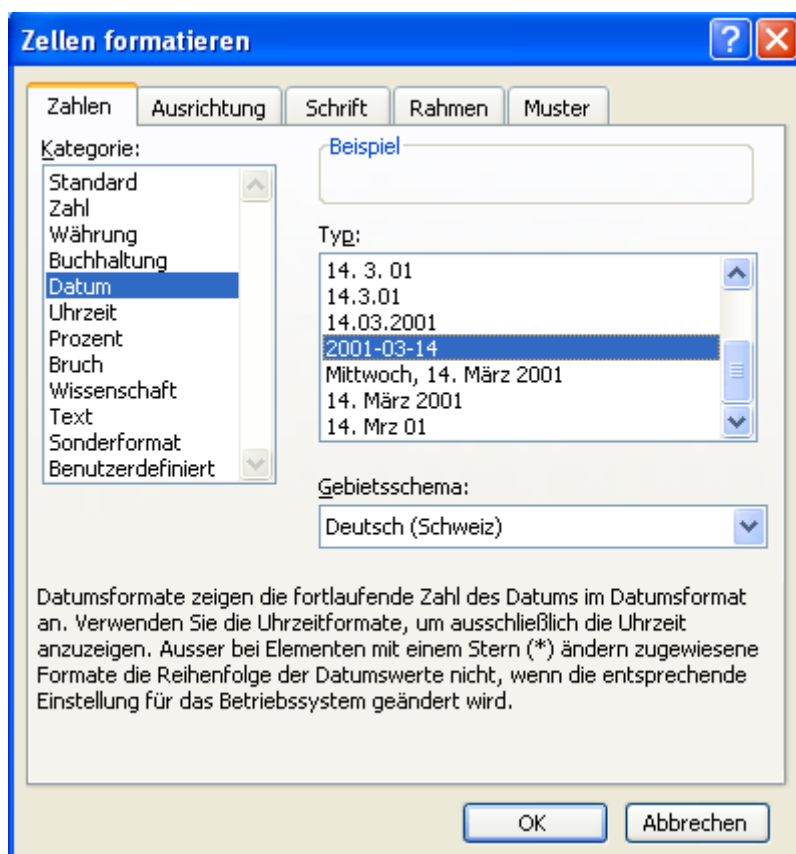 Zellen formatieren
Zahlen
Ausrichtung
Schrift
Rahmen
Muster
Kategorie:
Standard
Zahl
Währung
Buchhaltung
Datum
Uhrzeit
Prozent
Bruch
Wissenschaft
Text
Sonderformat
Benutzerdefiniert
Beispiel
Typ:
14. 3. 01
14.3.01
14.03.2001
2001-03-14
Mittwoch, 14. März 2001
14. März 2001
14. Mrz 01
Gebietsschema:
Deutsch (Schweiz)
Datumsformate zeigen die fortlaufende Zahl des Datums im Datumsformat
an. Verwenden Sie die Uhrzeitformate, um ausschließlich die Uhrzeit
anzuzeigen. Ausser bei Elementen mit einem Stern (*) ändern zugewiesene
Formate die Reihenfolge der Datumswerte nicht, wenn die entsprechende
Einstellung für das Betriebssystem geändert wird.
OK
Abbrechen